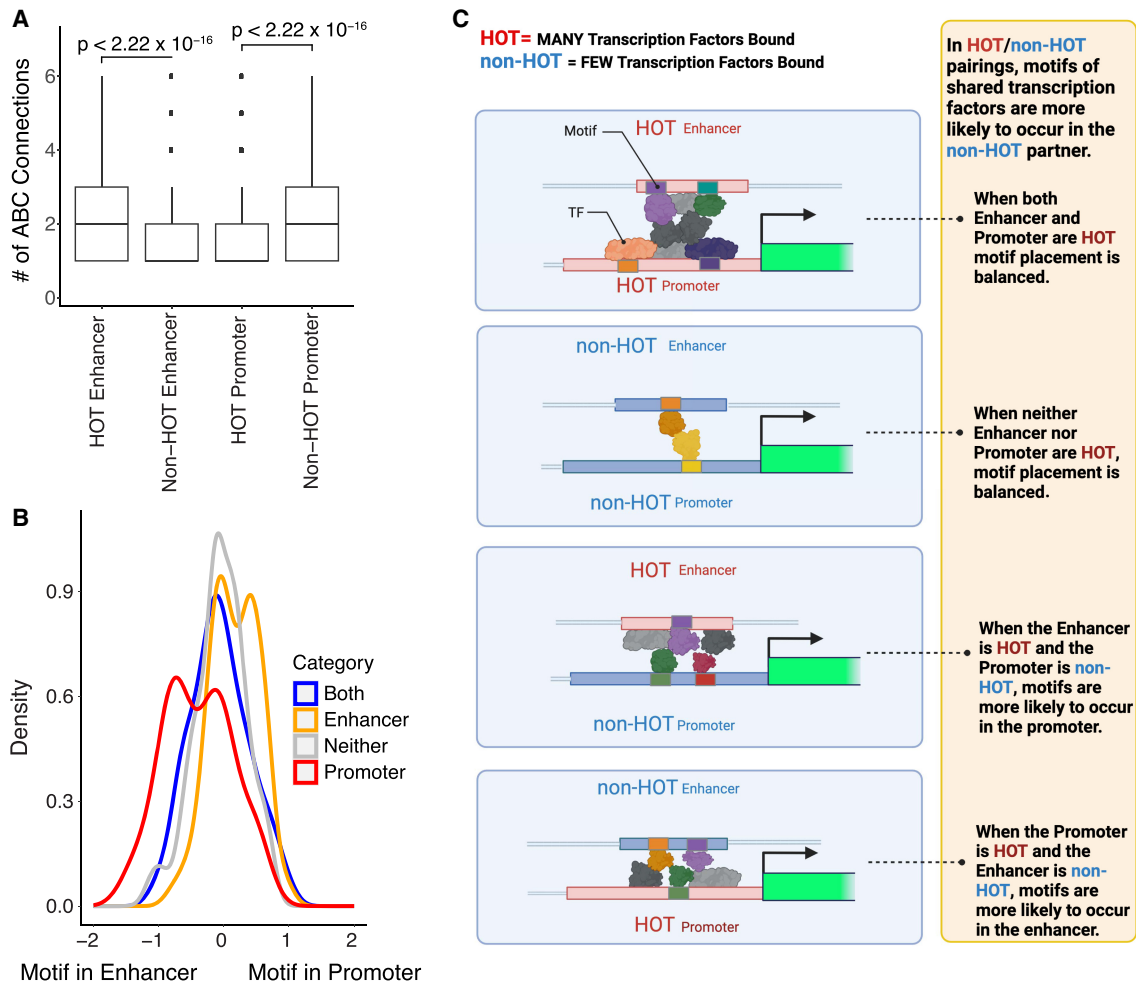 A
p < 2.22 x 10⁻¹⁶
p < 2.22 x 10⁻¹⁶
# of ABC Connections
6
4
2
0
HOT Enhancer
Non−HOT Enhancer
HOT Promoter
Non−HOT Promoter
B
Density
0.9
0.6
0.3
0.0
−2
−1
0
1
2
Motif in Enhancer
Motif in Promoter
Category
Both
Enhancer
Neither
Promoter
C
HOT= MANY Transcription Factors Bound
non-HOT = FEW Transcription Factors Bound
HOT Enhancer
Motif
TF
HOT Promoter
non-HOT Enhancer
non-HOT Promoter
HOT Enhancer
non-HOT Promoter
non-HOT Enhancer
HOT Promoter
In HOT/non-HOT
pairings, motifs of
shared transcription
factors are more
likely to occur in the
non-HOT partner.
When both
Enhancer and
Promoter are HOT
motif placement is
balanced.
When neither
Enhancer nor
Promoter are HOT,
motif placement is
balanced.
When the Enhancer
is HOT and the
Promoter is non-
HOT, motifs are
more likely to occur
in the promoter.
When the Promoter
is HOT and the
Enhancer is non-
HOT, motifs are
more likely to occur
in the enhancer.